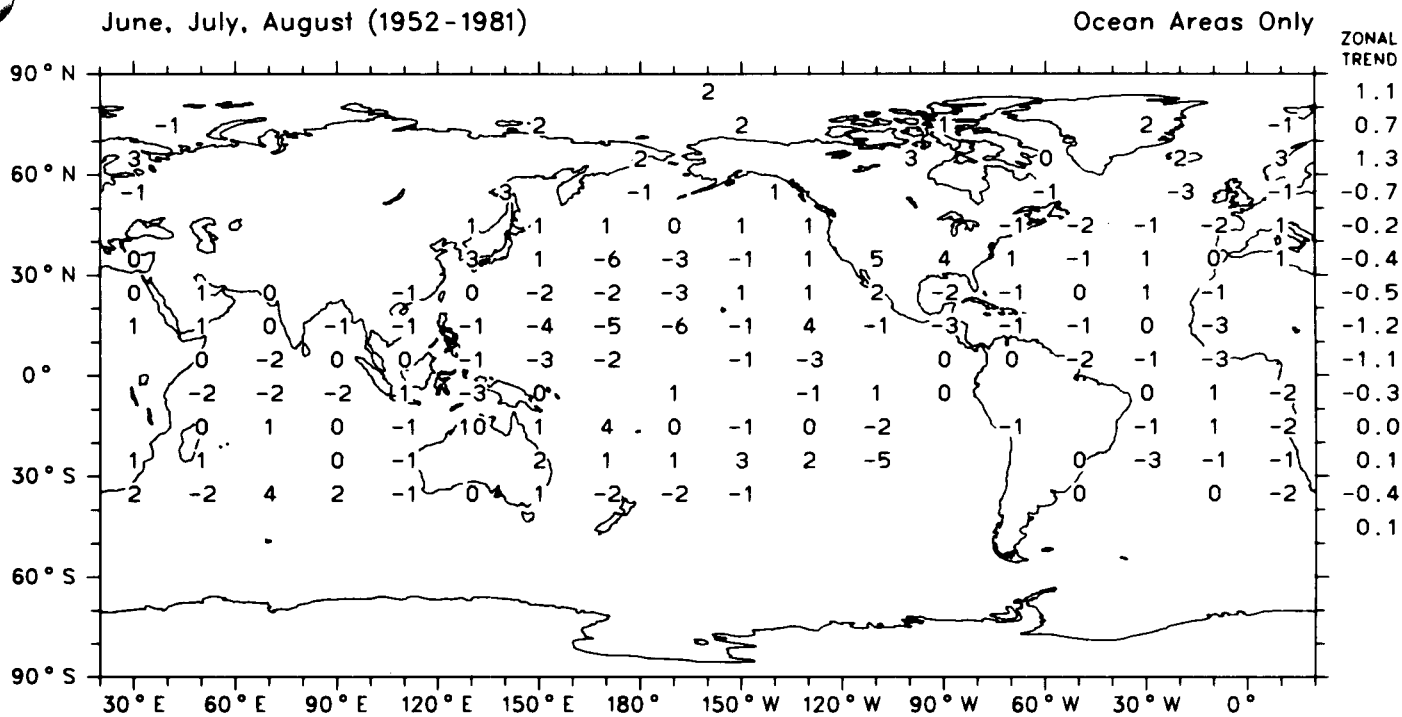 June, July, August (1952-1981) Ocean Areas Only
ZONAL
TREND
90° N 2 1.1
-1 -2 2 1 2 -1 0.7
3 2 3 0 -2 3 1.3
60° N
-1 -3 -1 1 -1 -3 -1 -0.7
1 1 1 0 1 1 -1 -2 -1 -2 1 -0.2
0 3 1 -6 -3 -1 1 5 4 1 -1 1 0 1 -0.4
30° N
0 1 0 -1 0 -2 -2 -3 1 1 2 -2 -1 0 1 -1 -0.5
1 1 0 -1 -1 -1 -4 -5 -6 -1 4 -1 -3 -1 -1 0 -3 -1.2
0 -2 0 0 -1 -3 -2 -1 -3 0 0 -2 -1 -3 -1.1
0°
-2 -2 -2 -1 -3 0 1 -1 1 0 0 1 -2 -0.3
0 1 0 -1 10 1 4 0 -1 0 -2 -1 -1 1 -2 0.0
1 1 0 -1 2 1 1 3 2 -5 0 -3 -1 -1 0.1
30° S
2 -2 4 2 -1 0 1 -2 -2 -1 0 0 -2 -0.4
0.1
60° S
90° S
30° E 60° E 90° E 120° E 150° E 180° 150° W 120° W 90° W 60° W 30° W 0°